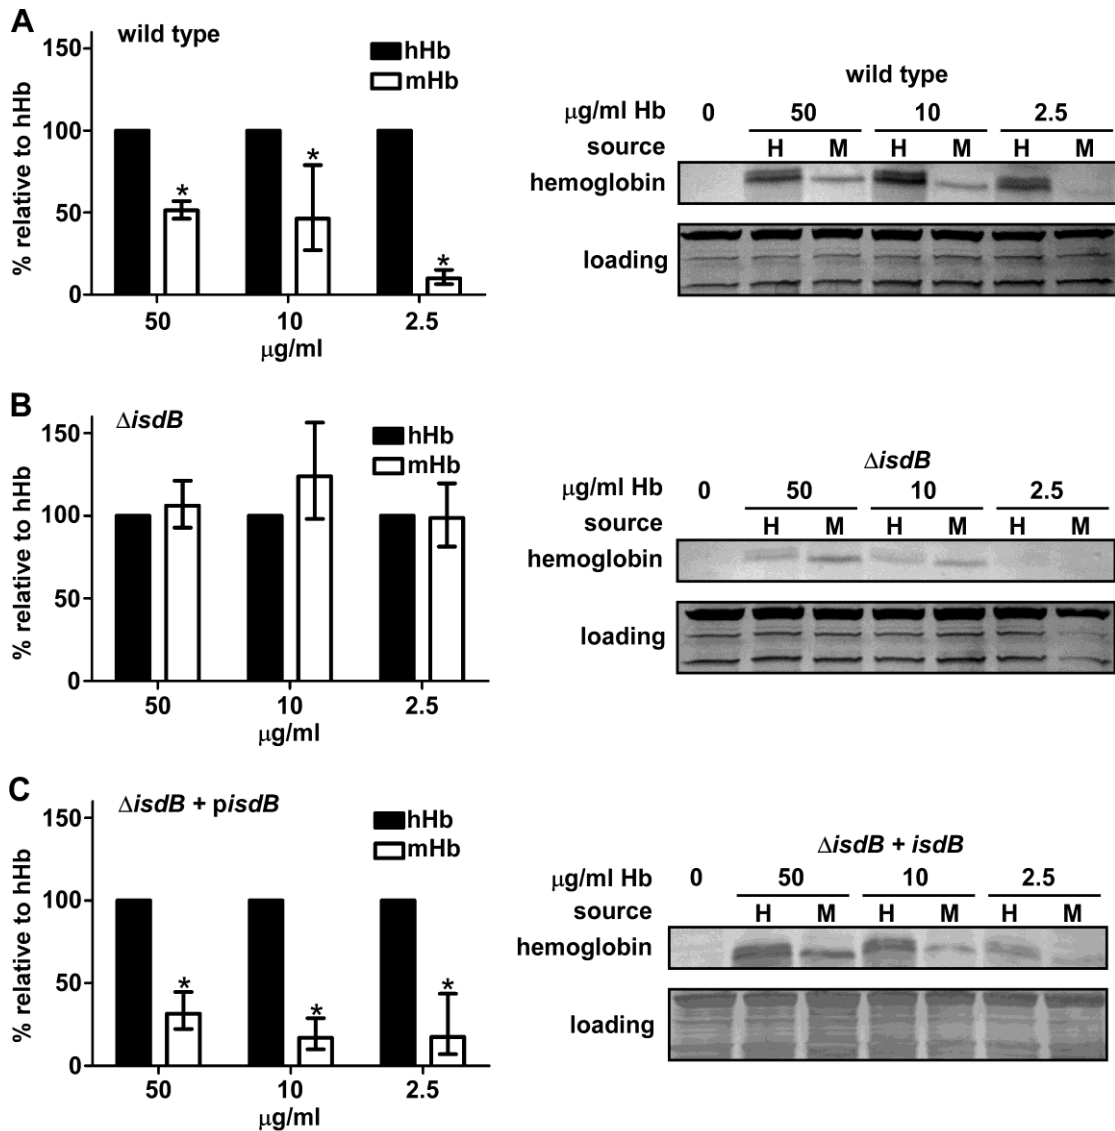 A
wild type
% relative to hHb
150
100
50
0
hHb
mHb
*
*
*
50 10 2.5
μg/ml
wild type
μg/ml Hb 0 50 10 2.5
source H M H M H M
hemoglobin
loading
B
ΔisdB
% relative to hHb
150
100
50
0
hHb
mHb
50 10 2.5
μg/ml
ΔisdB
μg/ml Hb 0 50 10 2.5
source H M H M H M
hemoglobin
loading
C
ΔisdB + pisdB
% relative to hHb
150
100
50
0
hHb
mHb
*
*
*
50 10 2.5
μg/ml
ΔisdB + isdB
μg/ml Hb 0 50 10 2.5
source H M H M H M
hemoglobin
loading